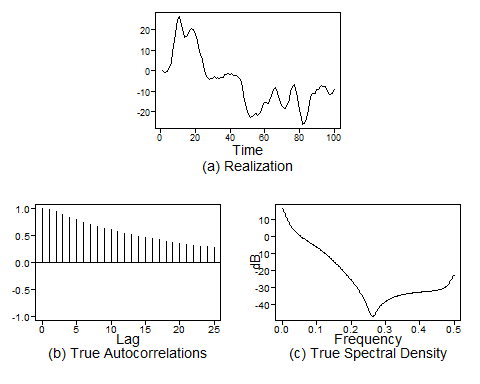 20
10
0
-10
-20
0 20 40 60 80 100
Time
(a) Realization
1.0
0.5
0.0
-0.5
-1.0
0 5 10 15 20 25
Lag
(b) True Autocorrelations
10
0
-10
-20
-30
-40
dB
0.0 0.1 0.2 0.3 0.4 0.5
Frequency
(c) True Spectral Density